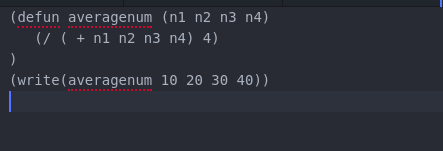 (defun averagenum (n1 n2 n3 n4)
   (/ ( + n1 n2 n3 n4) 4)
)
(write(averagenum 10 20 30 40))